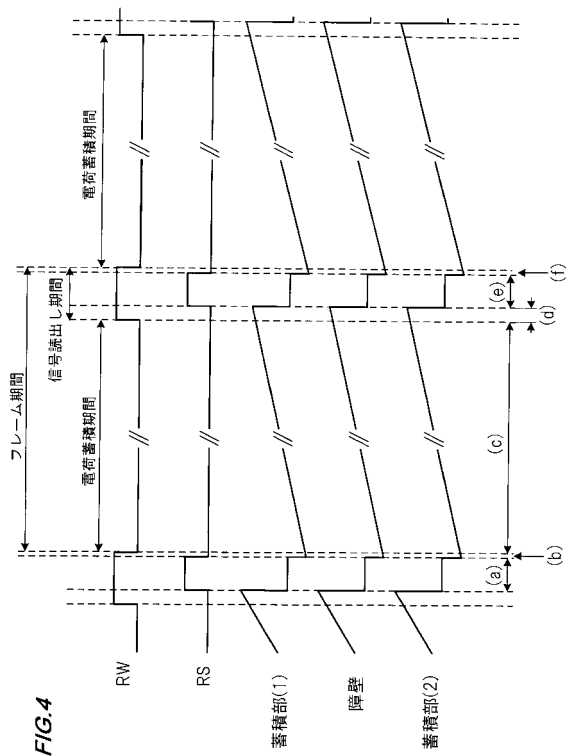 FIG.4
フレーム期間
信号読出し期間
電荷蓄積期間
電荷蓄積期間
RW
RS
蓄積部(1)
障壁
蓄積部(2)
(a)
(b)
(c)
(d)
(e)
(f)